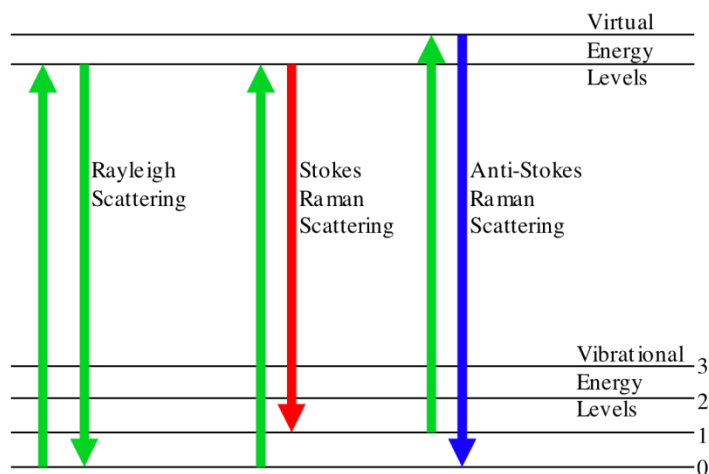 Virtual
Energy
Levels
Rayleigh
Scattering
Stokes
Raman
Scattering
Anti-Stokes
Raman
Scattering
Vibrational
Energy
Levels
3
2
1
0